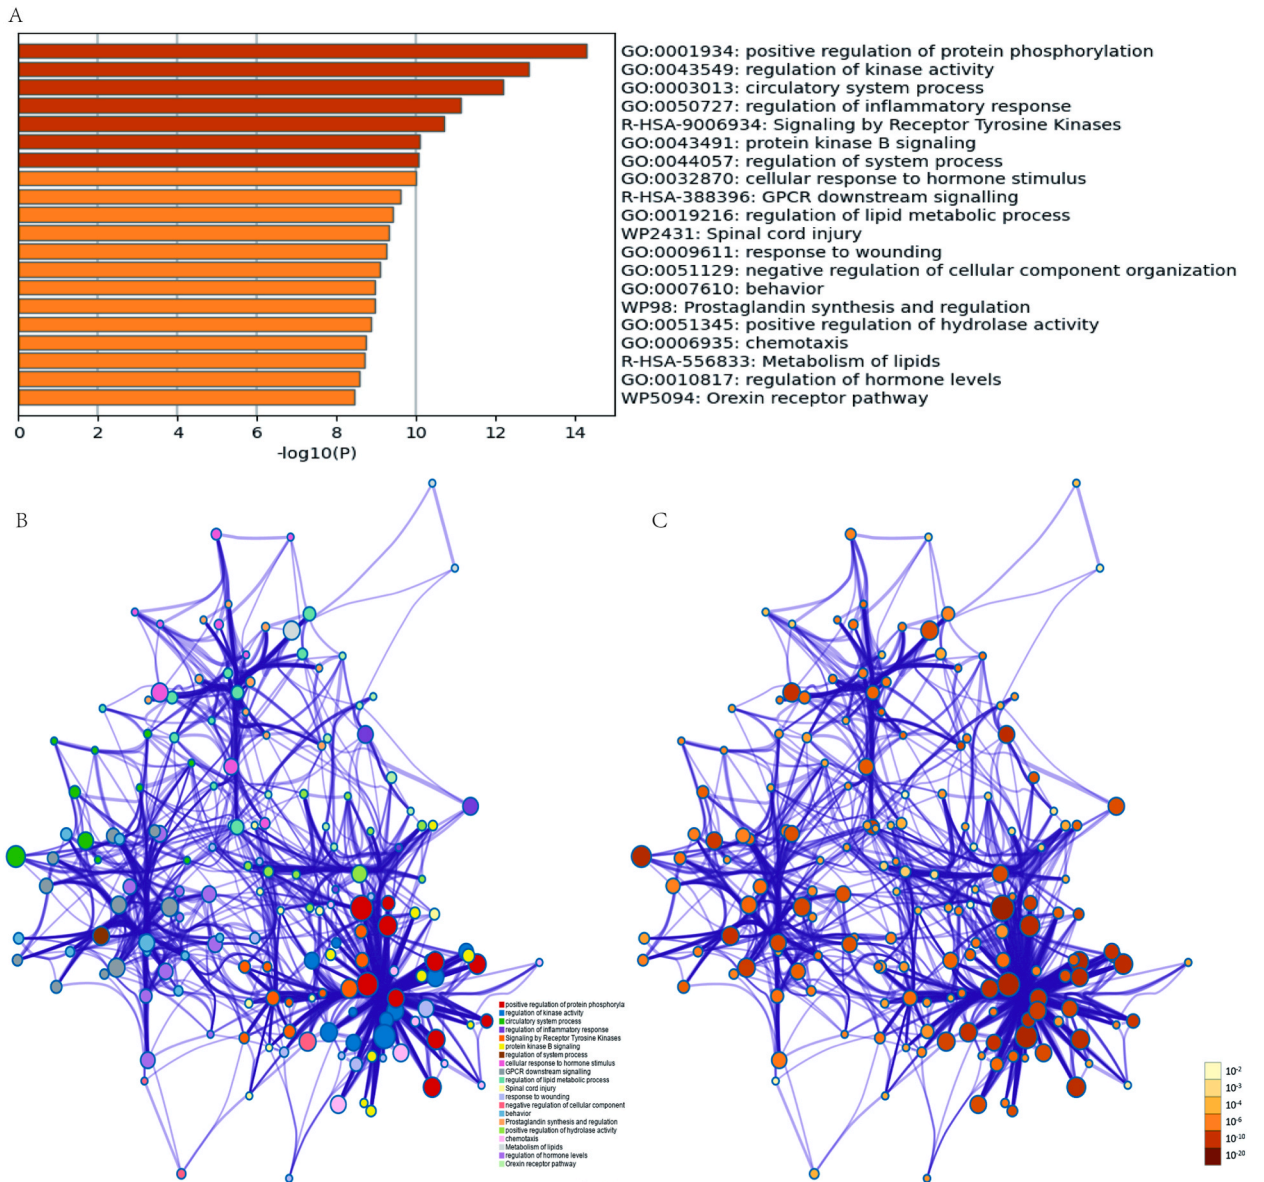 A
GO:0001934: positive regulation of protein phosphorylation
GO:0043549: regulation of kinase activity
GO:0003013: circulatory system process
GO:0050727: regulation of inflammatory response
R-HSA-9006934: Signaling by Receptor Tyrosine Kinases
GO:0043491: protein kinase B signaling
GO:0044057: regulation of system process
GO:0032870: cellular response to hormone stimulus
R-HSA-388396: GPCR downstream signalling
GO:0019216: regulation of lipid metabolic process
WP2431: Spinal cord injury
GO:0009611: response to wounding
GO:0051129: negative regulation of cellular component organization
GO:0007610: behavior
WP98: Prostaglandin synthesis and regulation
GO:0051345: positive regulation of hydrolase activity
GO:0006935: chemotaxis
R-HSA-556833: Metabolism of lipids
GO:0010817: regulation of hormone levels
WP5094: Orexin receptor pathway
0 2 4 6 8 10 12 14
-log10(P)
B
C
positive regulation of protein phosphoryla
regulation of kinase activity
circulatory system process
regulation of inflammatory response
Signaling by Receptor Tyrosine Kinases
protein kinase B signaling
regulation of system process
cellular response to hormone stimulus
GPCR downstream signalling
regulation of lipid metabolic process
Spinal cord injury
response to wounding
negative regulation of cellular component
behavior
Prostaglandin synthesis and regulation
positive regulation of hydrolase activity
chemotaxis
Metabolism of lipids
regulation of hormone levels
Orexin receptor pathway
10-2
10-3
10-4
10-6
10-10
10-20